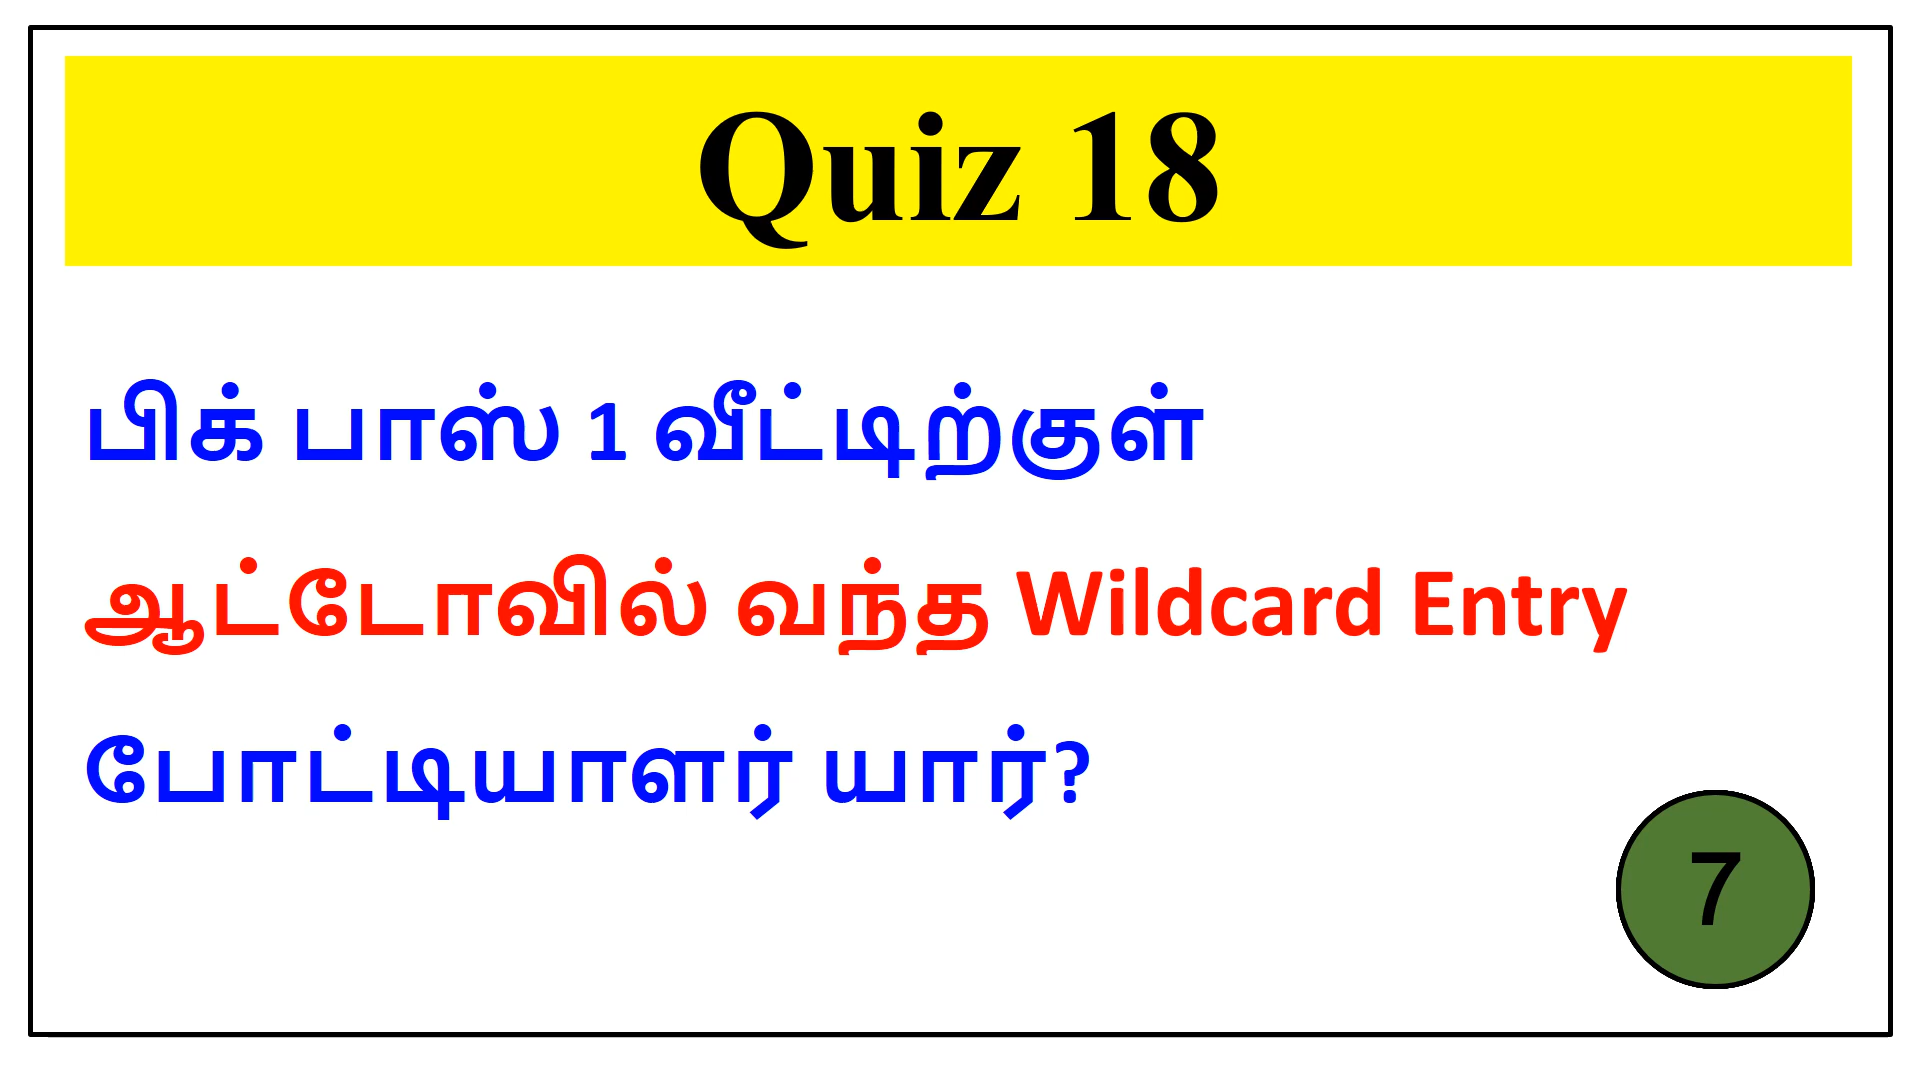 Quiz 18
பிக் பாஸ் 1 வீட்டிற்குள்
ஆட்டோவில் வந்த Wildcard Entry
போட்டியாளர் யார்?
7